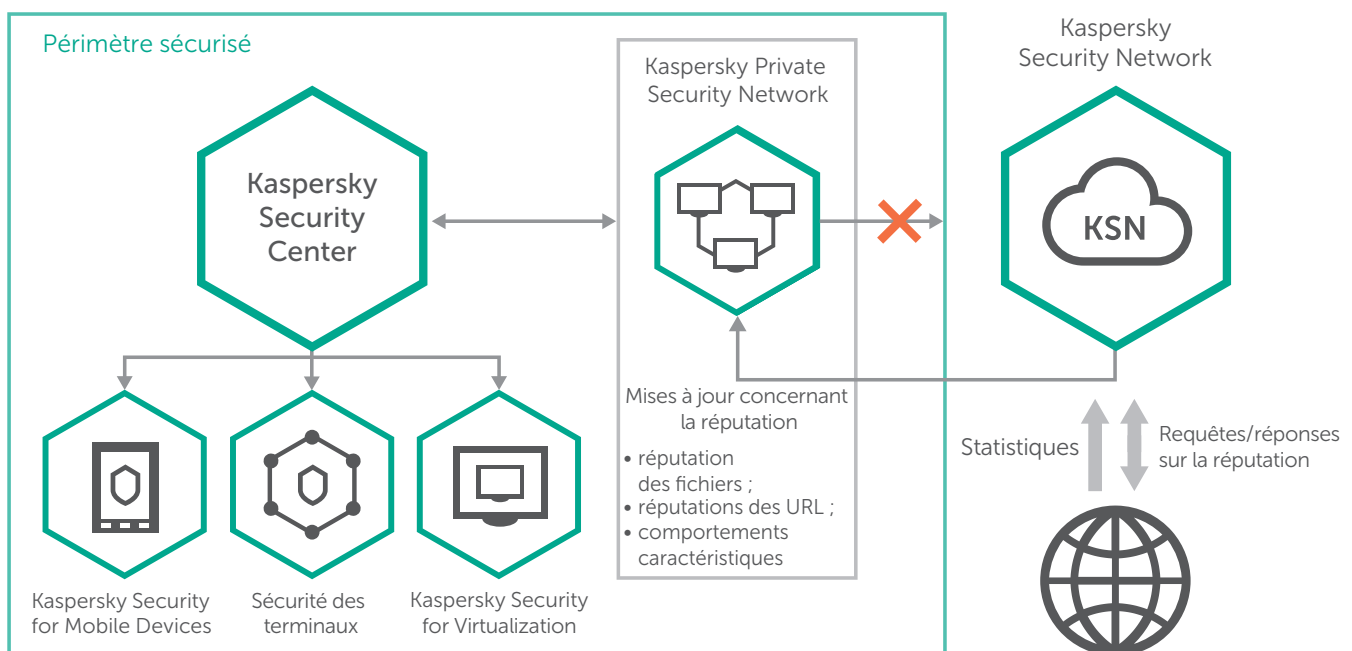 Périmètre sécurisé
Kaspersky
Security
Center
Kaspersky Security
for Mobile Devices
Sécurité des
terminaux
Kaspersky Security
for Virtualization
Kaspersky Private
Security Network
Mises à jour concernant
la réputation
• réputation
des fichiers ;
• réputations des URL ;
• comportements
caractéristiques
Kaspersky
Security Network
KSN
Statistiques
Requêtes/réponses
sur la réputation